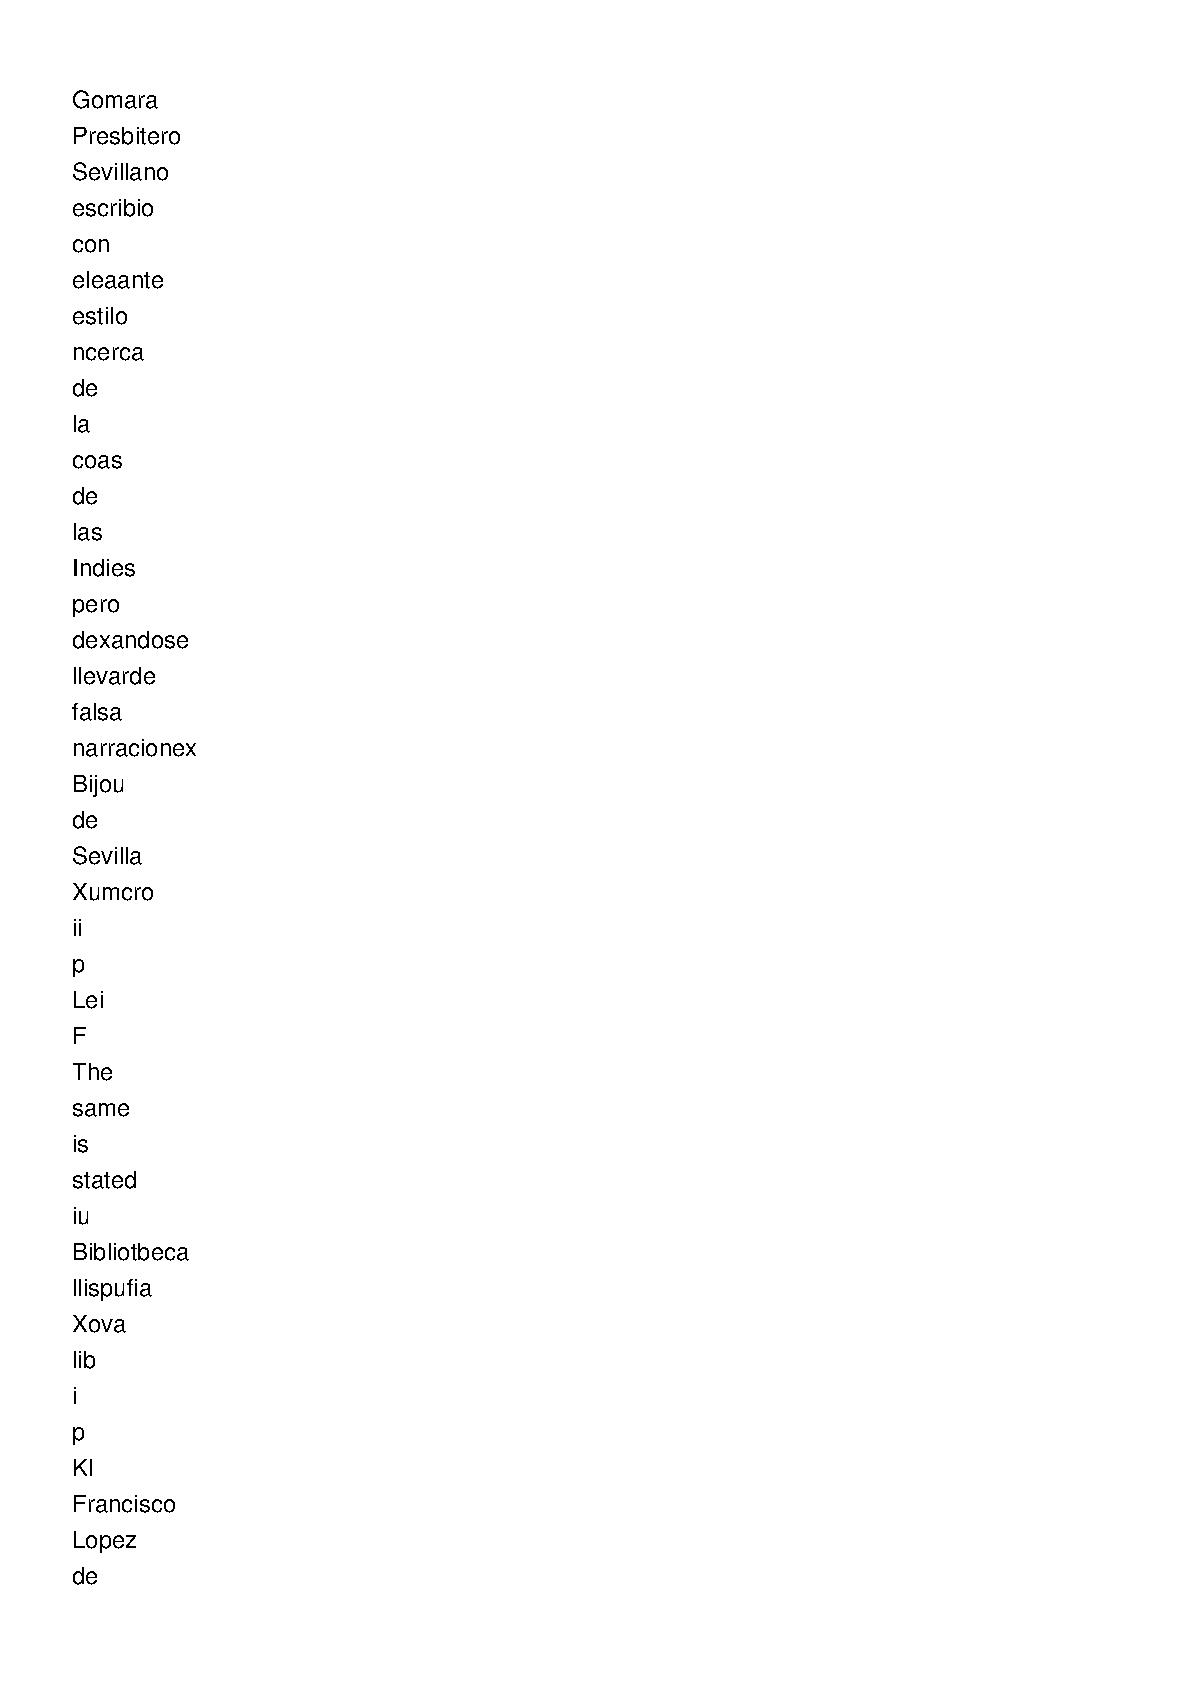 Gomara
Presbitero
Sevillano
escribio
con
eleaante
estilo
ncerca
de
la
coas
de
las
Indies
pero
dexandose
llevarde
falsa
narracionex
Bijou
de
Sevilla
Xumcro
ii
p
Lei
F
The
same
is
stated
iu
Bibliotbeca
llispufia
Xova
lib
i
p
Kl
Francisco
Lopez
de